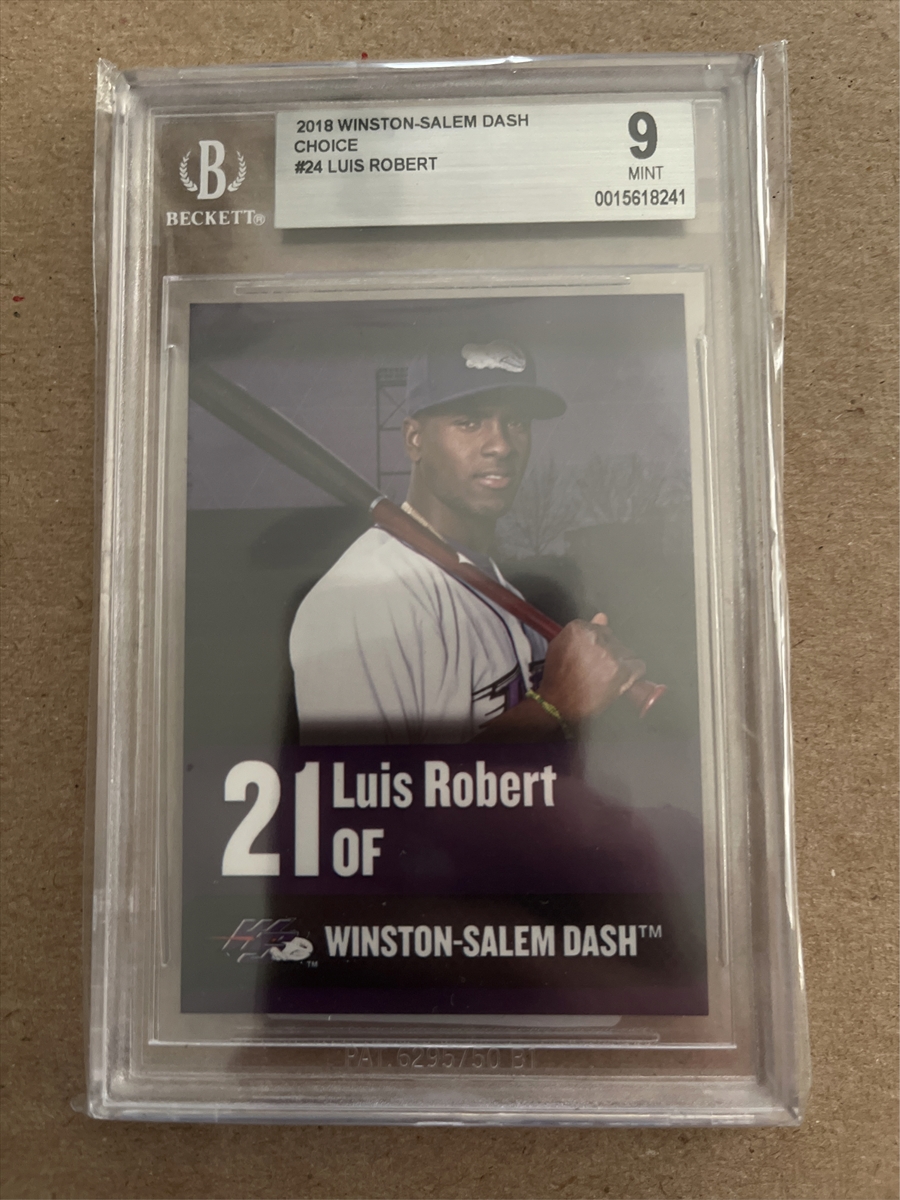 2018 WINSTON-SALEM DASH
CHOICE
#24 LUIS ROBERT
9
MINT
0015618241
B
BECKETT®
21
Luis Robert
OF
WINSTON-SALEM DASH™
PAT. 6295750 B1